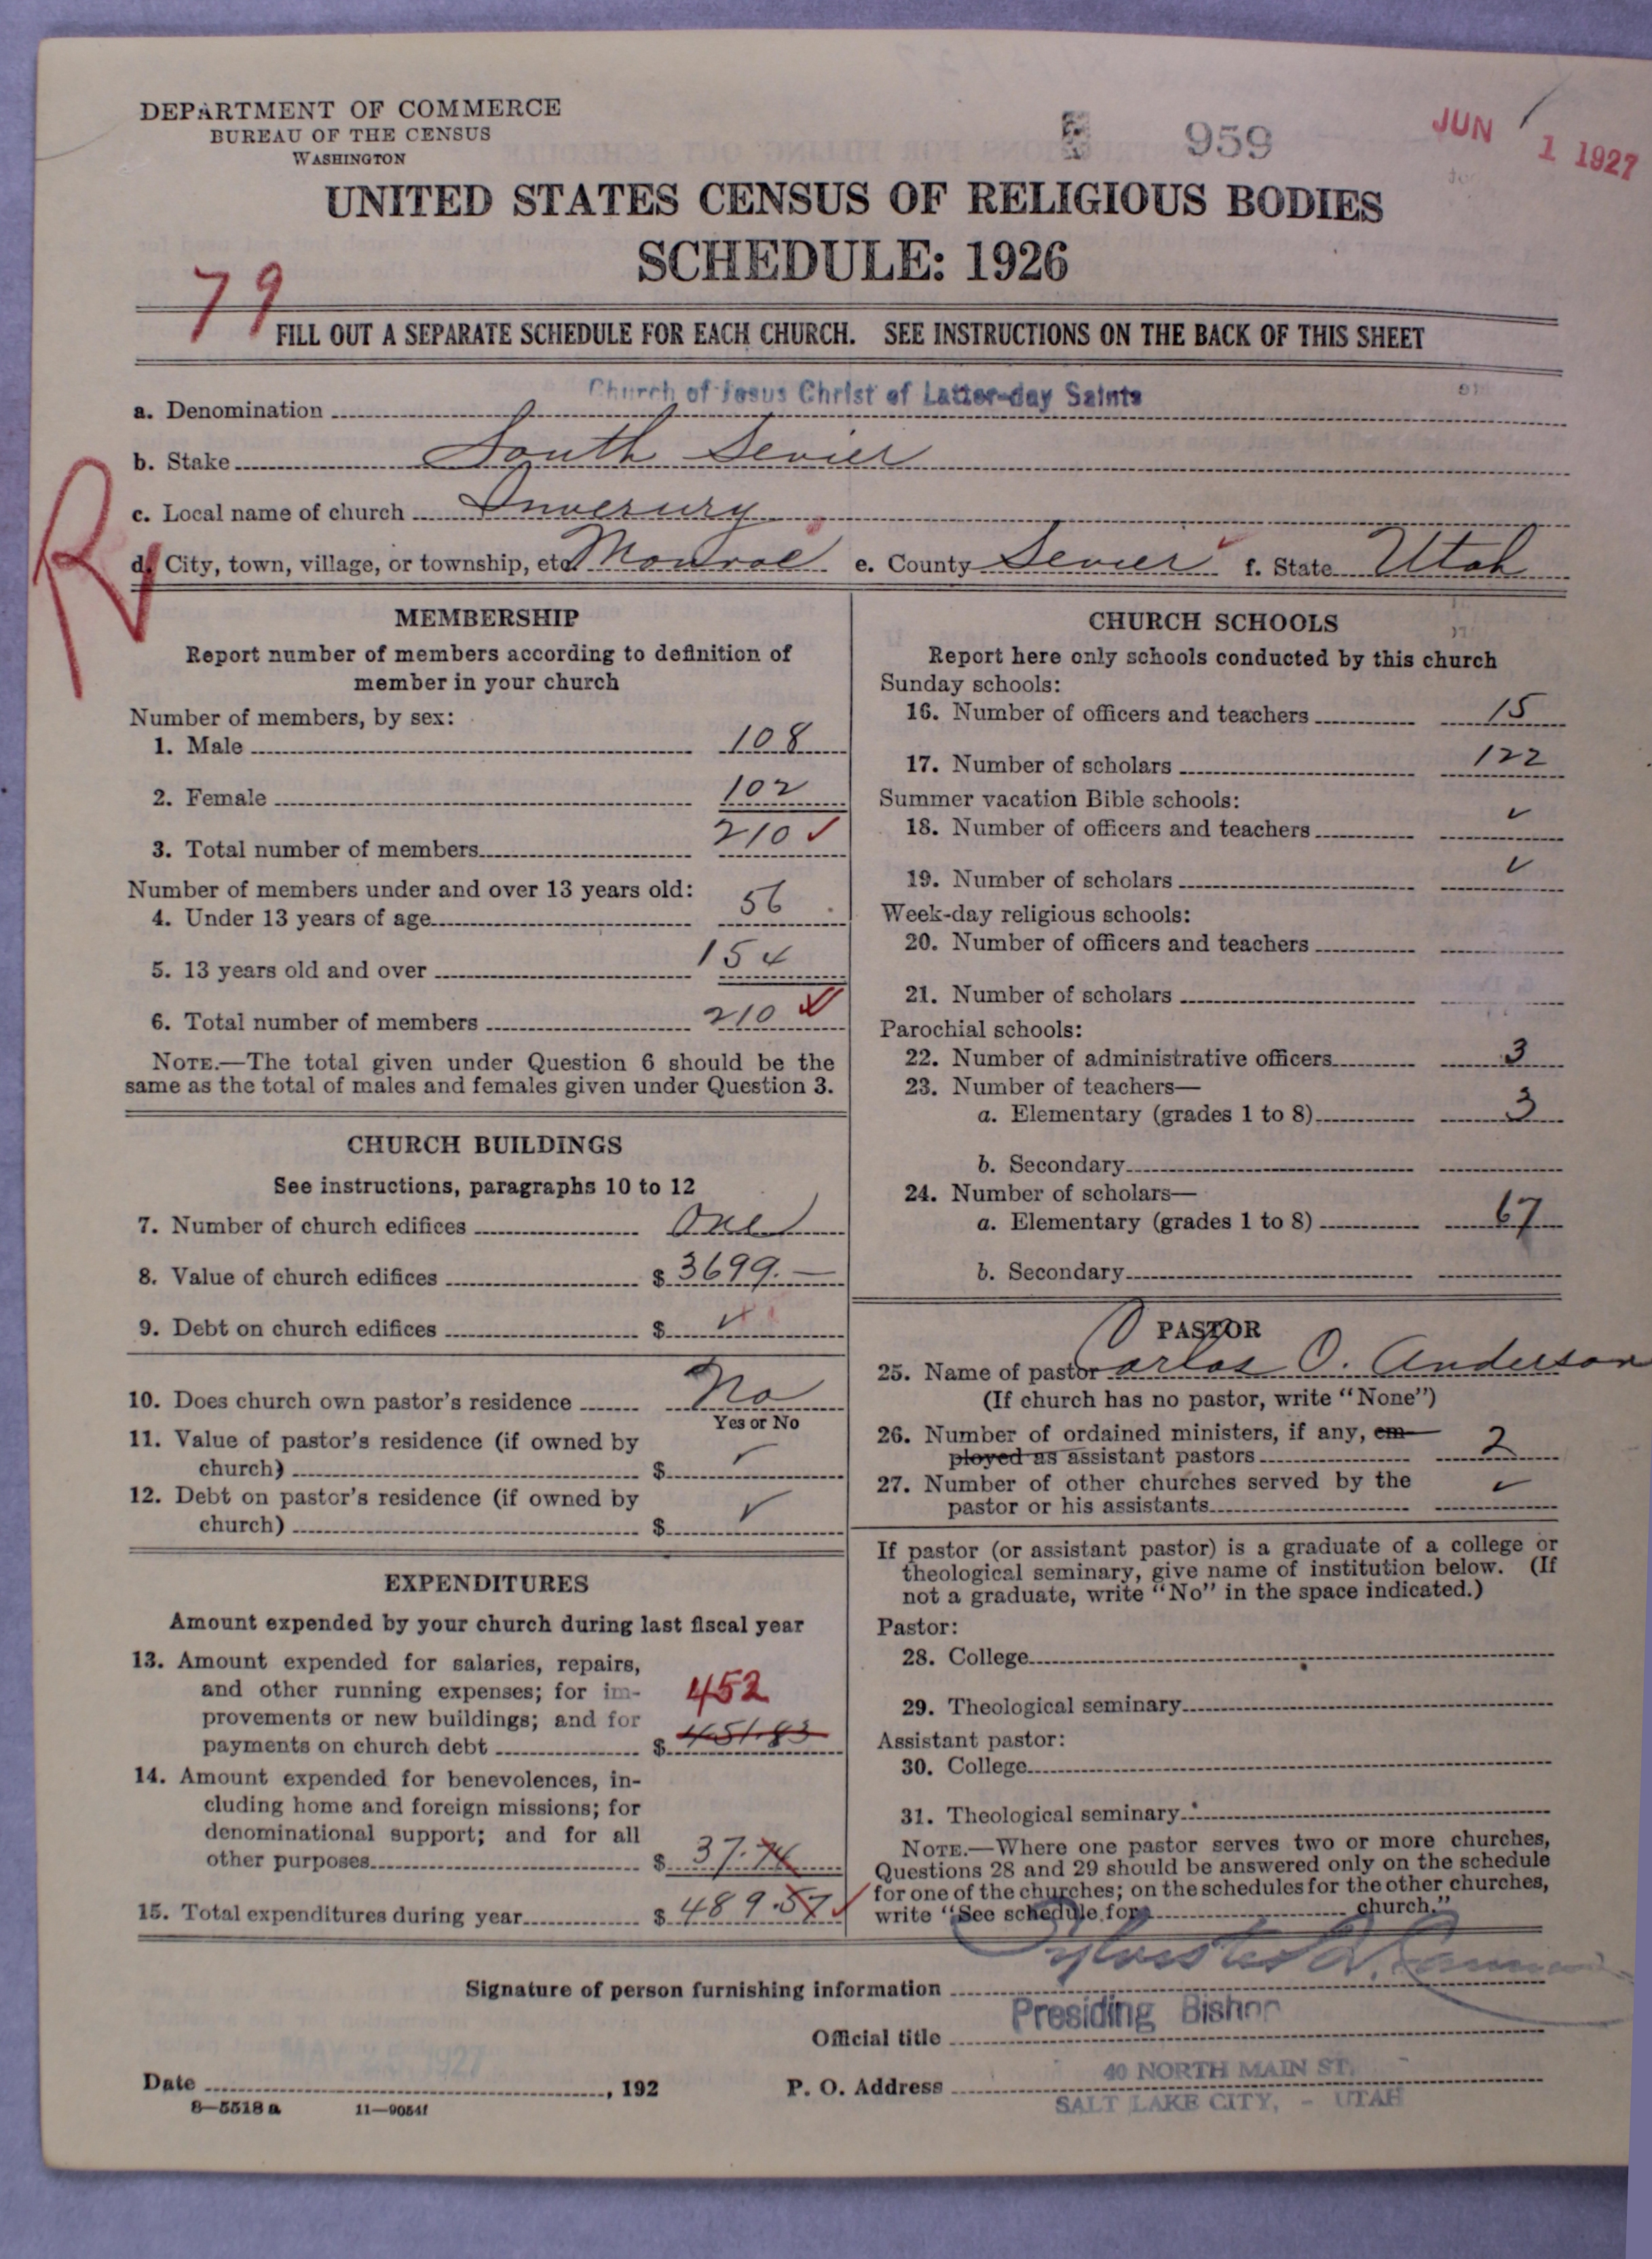 DEPARTMENT OF COMMERCE
BUREAU OF THE CENSUS
WASHINGTON
959
JUN 1 1927
UNITED STATES CENSUS OF RELIGIOUS BODIES
SCHEDULE: 1926
79
FILL OUT A SEPARATE SCHEDULE FOR EACH CHURCH. SEE INSTRUCTIONS ON THE BACK OF THIS SHEET
a. Denomination Church of Jesus Christ of Latter-day Saints
b. Stake South Sevier
c. Local name of church Inverury
R
d. City, town, village, or township, etc. Monroe e. County Sevier f. State Utah
MEMBERSHIP
Report number of members according to definition of
member in your church
Number of members, by sex:
1. Male 108
2. Female 102
3. Total number of members 210 ✓
Number of members under and over 13 years old:
4. Under 13 years of age 56
5. 13 years old and over 154
6. Total number of members 210 ✓
NOTE.—The total given under Question 6 should be the
same as the total of males and females given under Question 3.
CHURCH BUILDINGS
See instructions, paragraphs 10 to 12
7. Number of church edifices One
8. Value of church edifices $ 3699.—
9. Debt on church edifices $ ✓
10. Does church own pastor's residence No
Yes or No
11. Value of pastor's residence (if owned by
church) $ ✓
12. Debt on pastor's residence (if owned by
church) $ ✓
EXPENDITURES
Amount expended by your church during last fiscal year
13. Amount expended for salaries, repairs,
and other running expenses; for im-
provements or new buildings; and for
452
payments on church debt $ 451.83
14. Amount expended for benevolences, in-
cluding home and foreign missions; for
denominational support; and for all
other purposes $ 37.74
15. Total expenditures during year $ 489.57 ✓
CHURCH SCHOOLS
Report here only schools conducted by this church
Sunday schools:
16. Number of officers and teachers 15
17. Number of scholars 122
Summer vacation Bible schools:
18. Number of officers and teachers ✓
19. Number of scholars ✓
Week-day religious schools:
20. Number of officers and teachers
21. Number of scholars
Parochial schools:
22. Number of administrative officers 3
23. Number of teachers—
a. Elementary (grades 1 to 8) 3
b. Secondary
24. Number of scholars—
a. Elementary (grades 1 to 8) 67
b. Secondary
PASTOR
25. Name of pastor Carlos O. Anderson
(If church has no pastor, write "None")
26. Number of ordained ministers, if any, em-
ployed as assistant pastors 2
27. Number of other churches served by the
pastor or his assistants ✓
If pastor (or assistant pastor) is a graduate of a college or
theological seminary, give name of institution below. (If
not a graduate, write "No" in the space indicated.)
Pastor:
28. College
29. Theological seminary
Assistant pastor:
30. College
31. Theological seminary
NOTE.—Where one pastor serves two or more churches,
Questions 28 and 29 should be answered only on the schedule
for one of the churches; on the schedules for the other churches,
write "See schedule for church."
Signature of person furnishing information Sylvester Q. Cannon
Official title Presiding Bishop
MAY 25 1927
Date , 192
P. O. Address 40 NORTH MAIN ST.
SALT LAKE CITY, - UTAH
8—5518 a 11—9054f